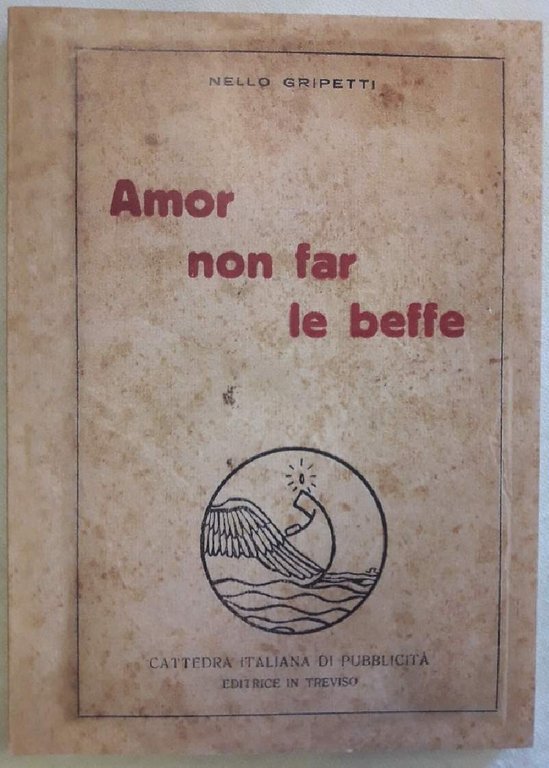 NELLO GRIPETTI
Amor
non far
le beffe
CATTEDRA ITALIANA DI PUBBLICITÀ
EDITRICE IN TREVISO